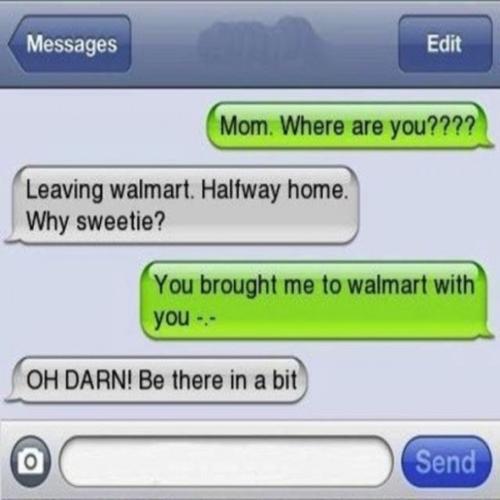 Messages
Edit
Mom. Where are you????
Leaving walmart. Halfway home.
Why sweetie?
You brought me to walmart with
you -.-
OH DARN! Be there in a bit
Send